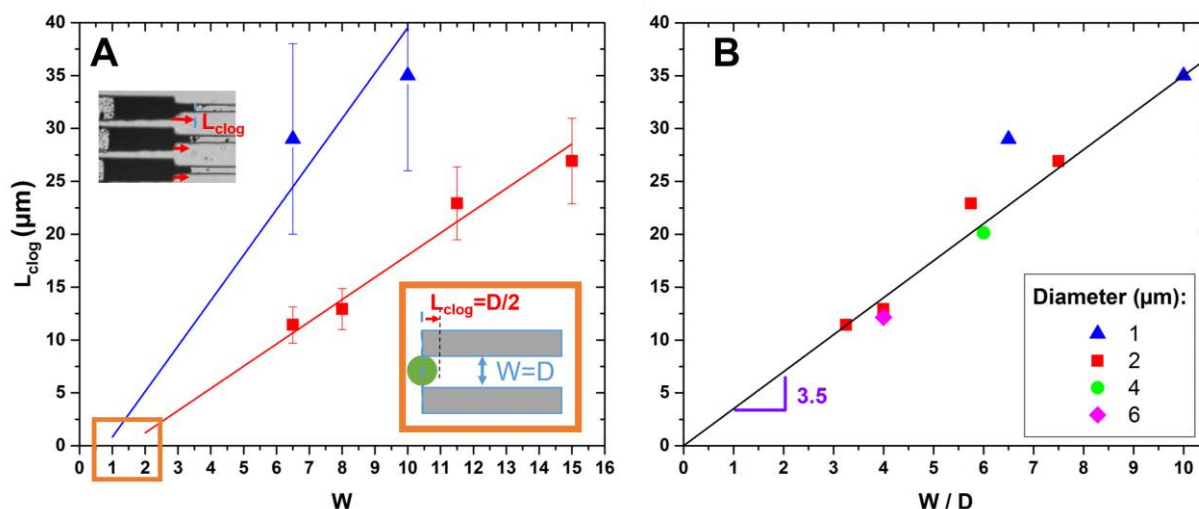 A
40
35
30
25
20
15
10
5
0
L_clog (μm)
L_clog
L_clog=D/2
W=D
0 1 2 3 4 5 6 7 8 9 10 11 12 13 14 15 16
W
B
40
35
30
25
20
15
10
5
0
3.5
Diameter (μm):
1
2
4
6
0 1 2 3 4 5 6 7 8 9 10
W / D